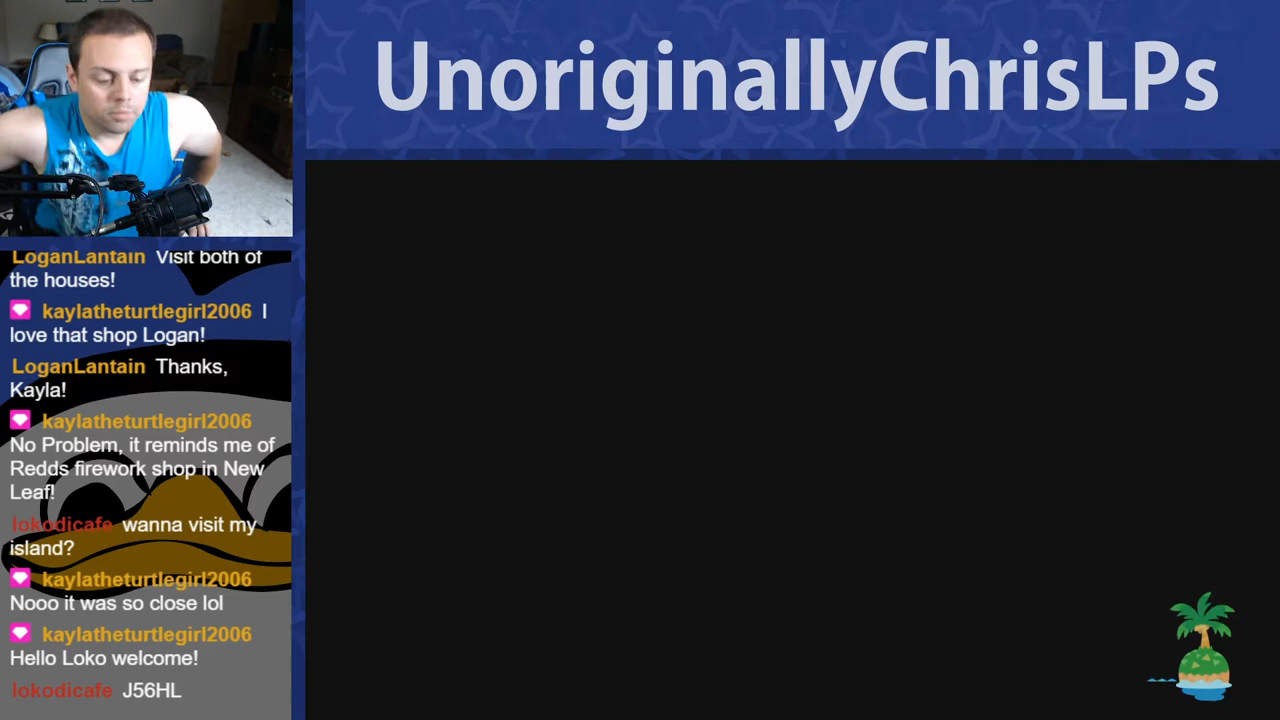 UnoriginallyChrisLPs
LoganLantain Visit both of
the houses!
kaylatheturtlegirl2006 I
love that shop Logan!
LoganLantain Thanks,
Kayla!
kaylatheturtlegirl2006
No Problem, it reminds me of
Redds firework shop in New
Leaf!
lokodicafe wanna visit my
island?
kaylatheturtlegirl2006
Nooo it was so close lol
kaylatheturtlegirl2006
Hello Loko welcome!
lokodicafe J56HL